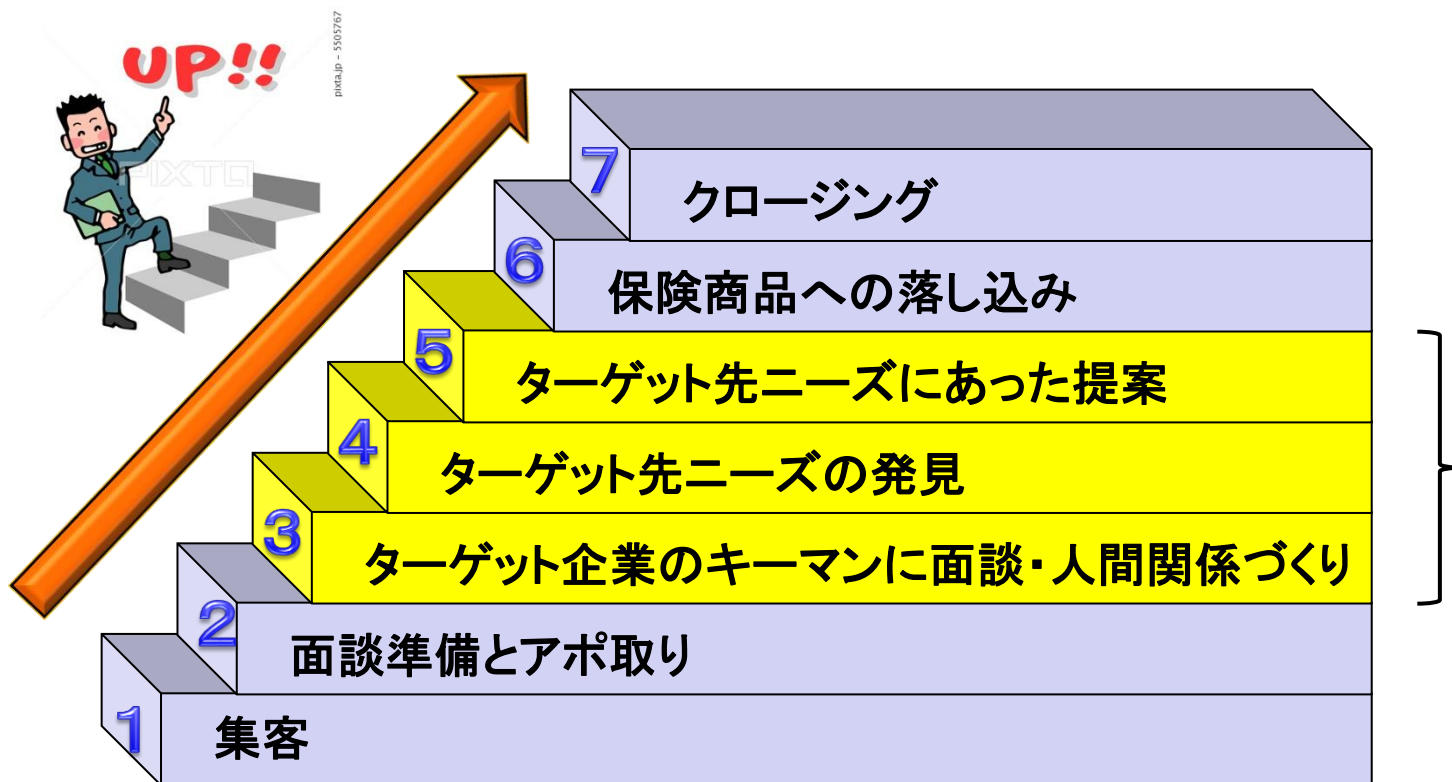 UP!!
pixta.jp - 5505767
PIXTA
7 クロージング
6 保険商品への落し込み
5 ターゲット先ニーズにあった提案
4 ターゲット先ニーズの発見
3 ターゲット企業のキーマンに面談・人間関係づくり
2 面談準備とアポ取り
1 集客